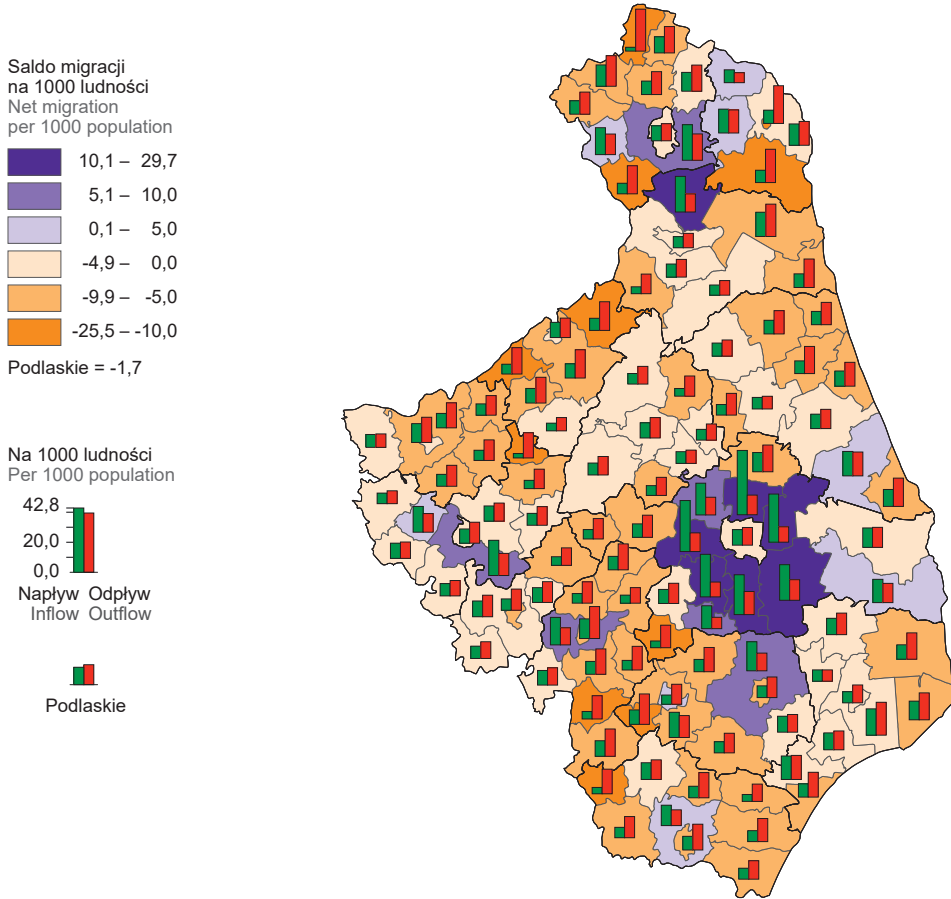 Saldo migracji
na 1000 ludności
Net migration
per 1000 population
10,1 – 29,7
5,1 – 10,0
0,1 – 5,0
-4,9 – 0,0
-9,9 – -5,0
-25,5 – -10,0
Podlaskie = -1,7
Na 1000 ludności
Per 1000 population
42,8
20,0
0,0
Napływ Odpływ
Inflow Outflow
Podlaskie